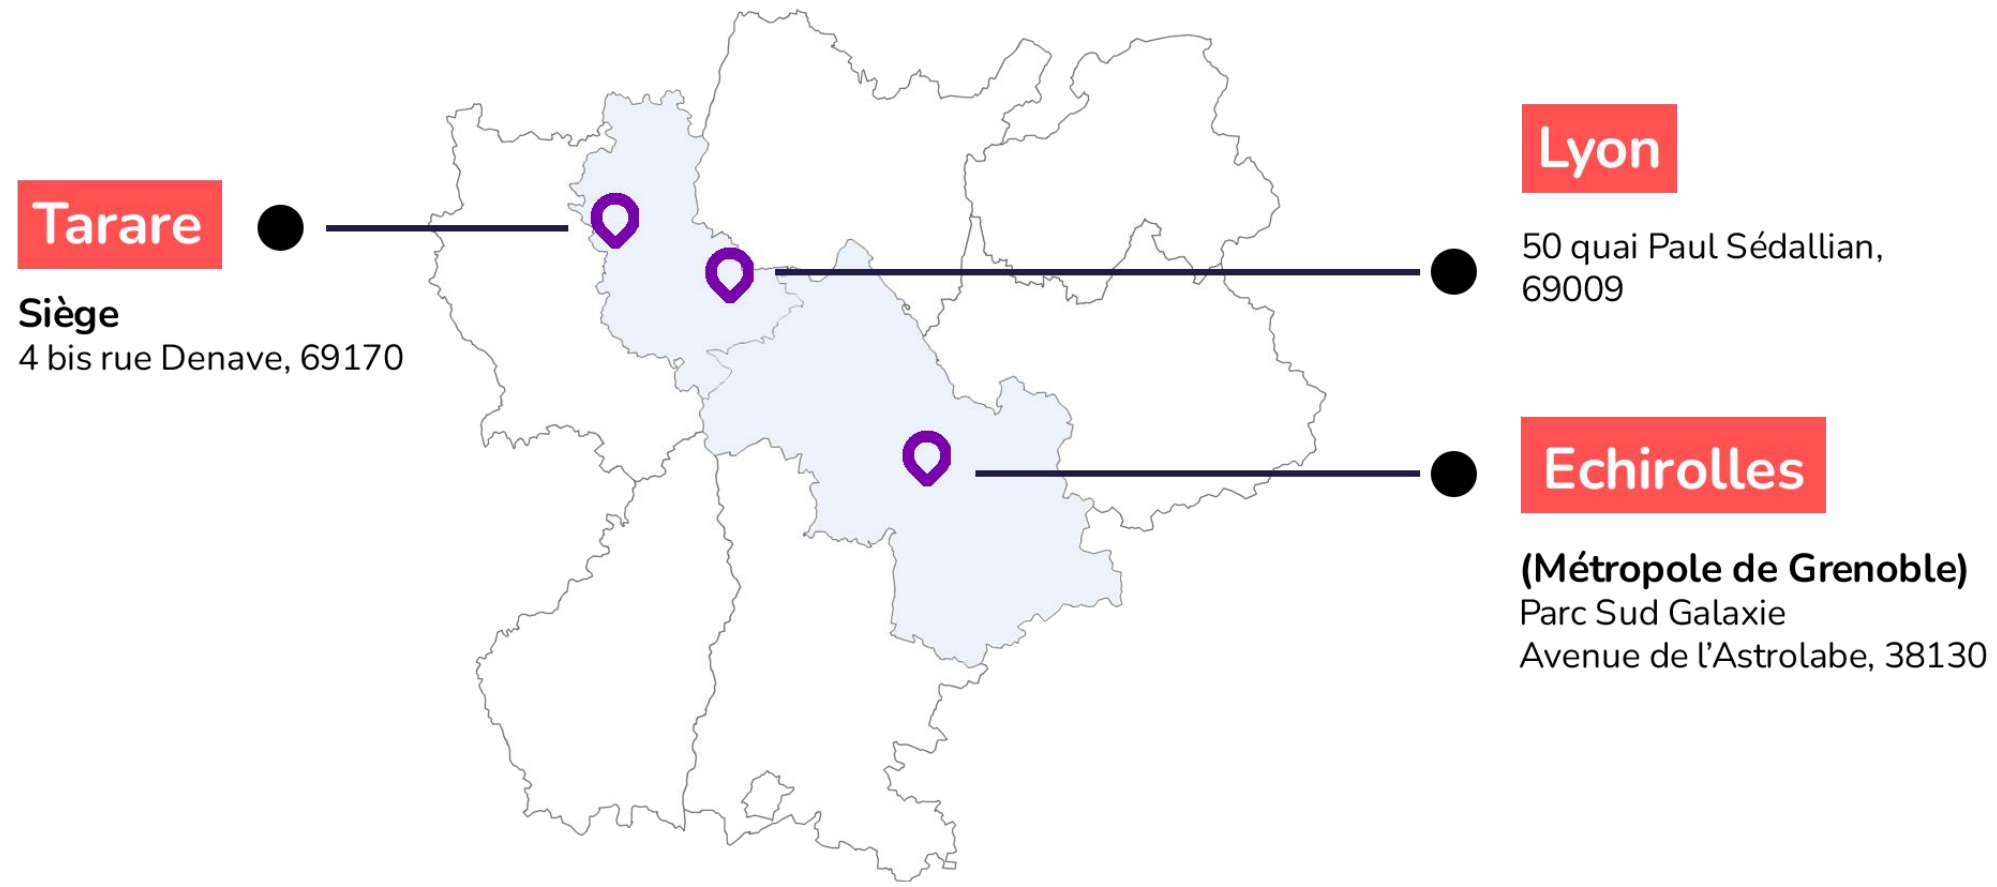 Tarare
Siège
4 bis rue Denave, 69170
Lyon
50 quai Paul Sédallian,
69009
Echirolles
(Métropole de Grenoble)
Parc Sud Galaxie
Avenue de l’Astrolabe, 38130